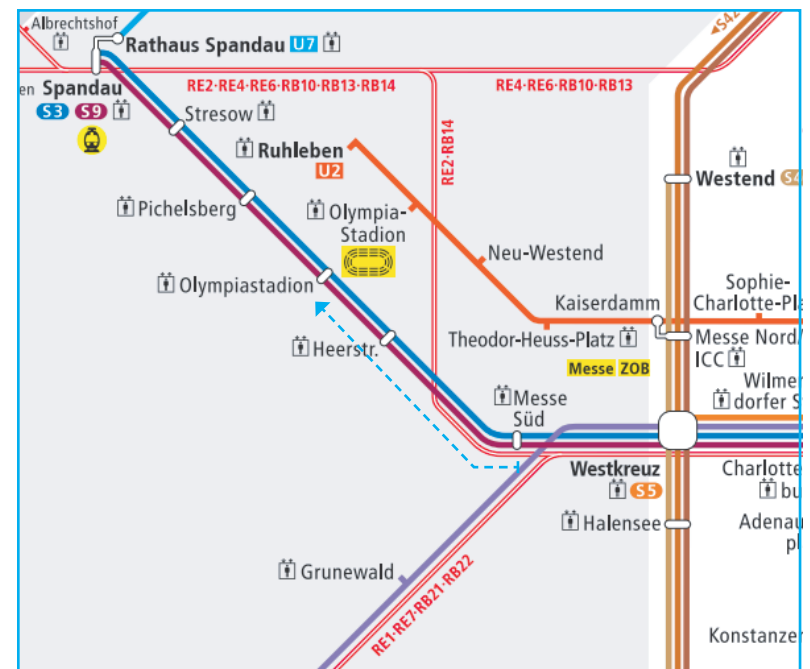 Albrechtshof
Rathaus Spandau U7
en Spandau
S3 S9
RE2·RE4·RE6·RB10·RB13·RB14
RE4·RE6·RB10·RB13
S42
Stresow
Ruhleben
U2
RE2·RB14
Westend
Pichelsberg
Olympia-
Stadion
Neu-Westend
Olympiastadion
Kaiserdamm
Sophie-
Charlotte-Pl
Theodor-Heuss-Platz
Messe Nord/
ICC
Heerstr.
Messe ZOB
Wilmer
dorfer S
Messe
Süd
Westkreuz
S5
Charlotte
bu
Halensee
Adenau
pl
Grunewald
RE1·RE7·RB21·RB22
Konstanze